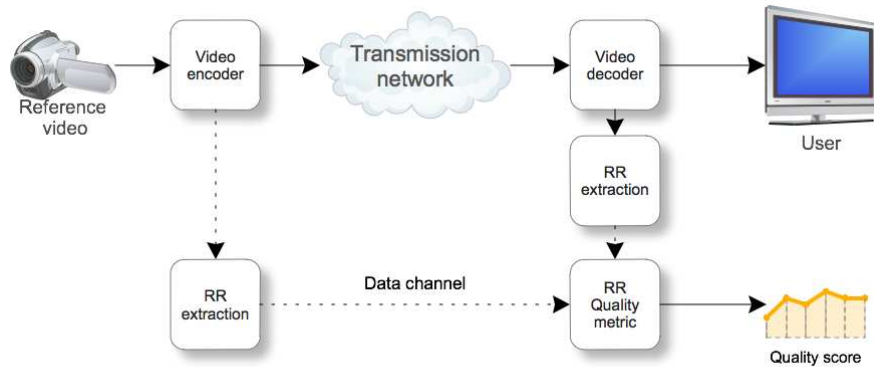 Video
encoder
Transmission
network
Video
decoder
Reference
video
User
RR
extraction
RR
extraction
Data channel
RR
Quality
metric
Quality score